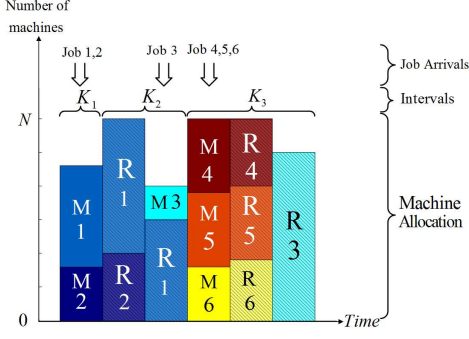 Number of
machines
Job 1,2
Job 3
Job 4,5,6
Job Arrivals
K1
K2
K3
Intervals
N
M
1
M
2
R
1
R
2
M3
R
1
M
4
M
5
M
6
R
4
R
5
R
6
R
3
Machine
Allocation
0
Time